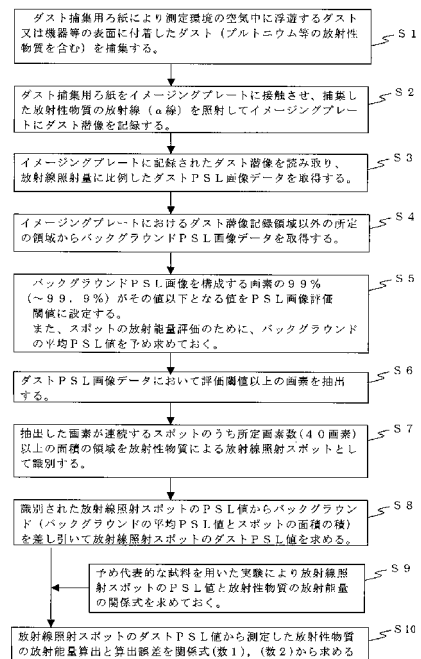 ダスト捕集用ろ紙により測定環境の空気中に浮遊するダスト
又は機器等の表面に付着したダスト（プルトニウム等の放射性
物質を含む）を捕集する。
S1
ダスト捕集用ろ紙をイメージングプレートに接触させ、捕集し
た放射性物質の放射線（α線）を照射してイメージングプレー
トにダスト潜像を記録する。
S2
イメージングプレートに記録されたダスト潜像を読み取り、
放射線照射量に比例したダストPSL画像データを取得する。
S3
イメージングプレートにおけるダスト潜像記録領域以外の所定
の領域からバックグラウンドPSL画像データを取得する。
S4
バックグラウンドPSL画像を構成する画素の99%
（～99.9%）がその値以下となる値をPSL画像評価
閾値に設定する。
また、スポットの放射能量評価のために、バックグラウンド
の平均PSL値を予め求めておく。
S5
ダストPSL画像データにおいて評価閾値以上の画素を抽出
する。
S6
抽出した画素が連続するスポットのうち所定画素数（40画素）
以上の面積の領域を放射性物質による放射線照射スポットとし
て識別する。
S7
識別された放射線照射スポットのPSL値からバックグラウン
ド（バックグラウンドの平均PSL値とスポットの面積の積）
を差し引いて放射線照射スポットのダストPSL値を求める。
S8
予め代表的な試料を用いた実験により放射線照
射スポットのPSL値と放射性物質の放射能量
の関係式を求めておく。
S9
放射線照射スポットのダストPSL値から測定した放射性物質
の放射能量算出と算出誤差を関係式(数1)，(数2)から求める
S10